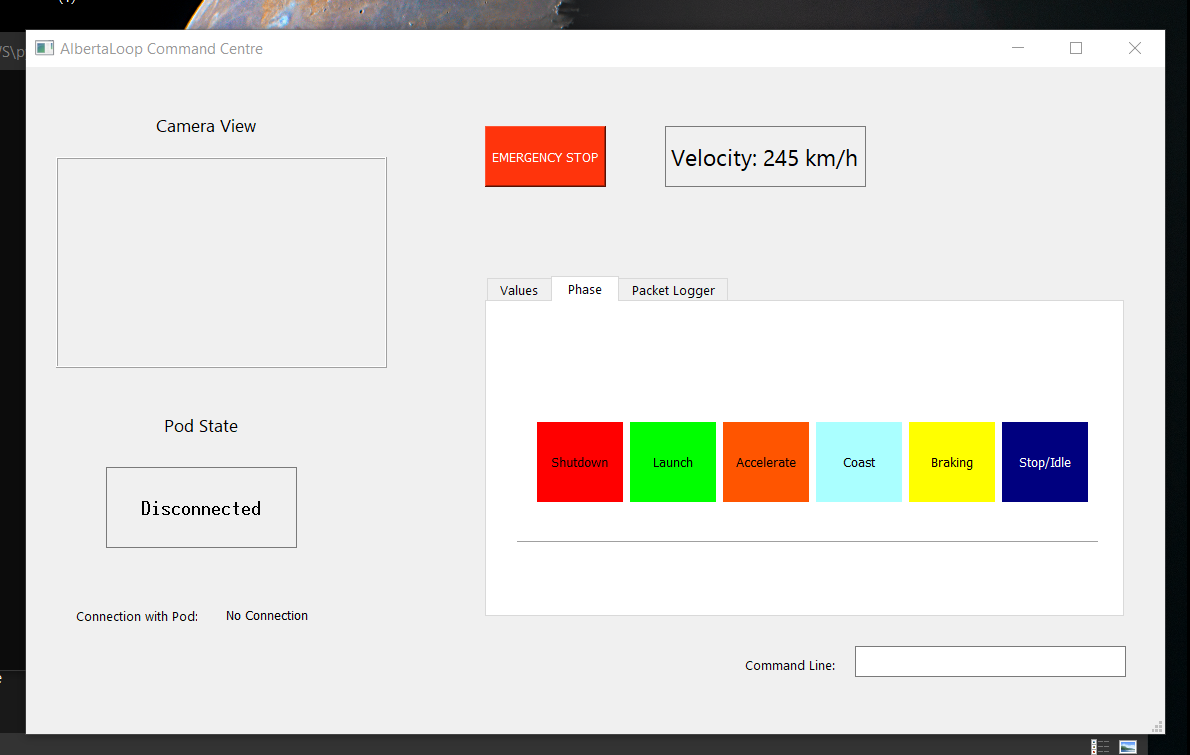 AlbertaLoop Command Centre
Camera View
EMERGENCY STOP
Velocity: 245 km/h
Values
Phase
Packet Logger
Shutdown
Launch
Accelerate
Coast
Braking
Stop/Idle
Pod State
Disconnected
Connection with Pod:
No Connection
Command Line: